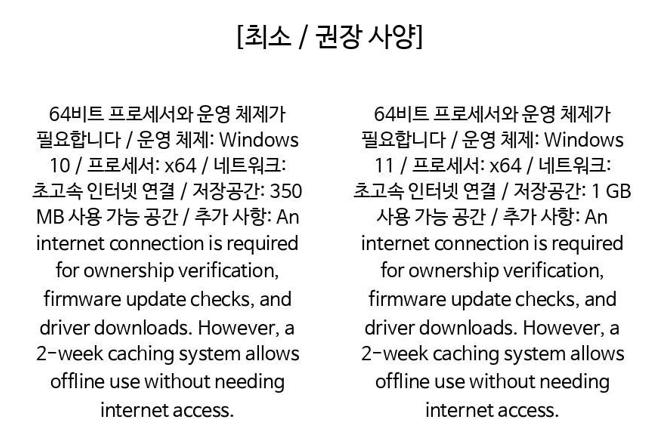 [최소 / 권장 사양]
64비트 프로세서와 운영 체제가
필요합니다 / 운영 체제: Windows
10 / 프로세서: x64 / 네트워크:
초고속 인터넷 연결 / 저장공간: 350
MB 사용 가능 공간 / 추가 사항: An
internet connection is required
for ownership verification,
firmware update checks, and
driver downloads. However, a
2-week caching system allows
offline use without needing
internet access.
64비트 프로세서와 운영 체제가
필요합니다 / 운영 체제: Windows
11 / 프로세서: x64 / 네트워크:
초고속 인터넷 연결 / 저장공간: 1 GB
사용 가능 공간 / 추가 사항: An
internet connection is required
for ownership verification,
firmware update checks, and
driver downloads. However, a
2-week caching system allows
offline use without needing
internet access.